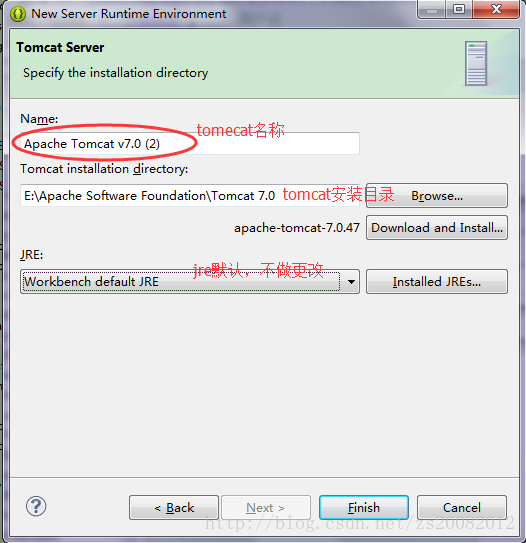 New Server Runtime Environment
Tomcat Server
Specify the installation directory
Name:
tomecat名称
Apache Tomcat v7.0 (2)
Tomcat installation directory:
E:\Apache Software Foundation\Tomcat 7.0
tomcat安装目录
Browse...
apache-tomcat-7.0.47
Download and Install...
JRE:
jre默认，不做更改
Workbench default JRE
Installed JREs...
?
< Back
Next >
Finish
Cancel
http://blog.csdn.net/zs20082012